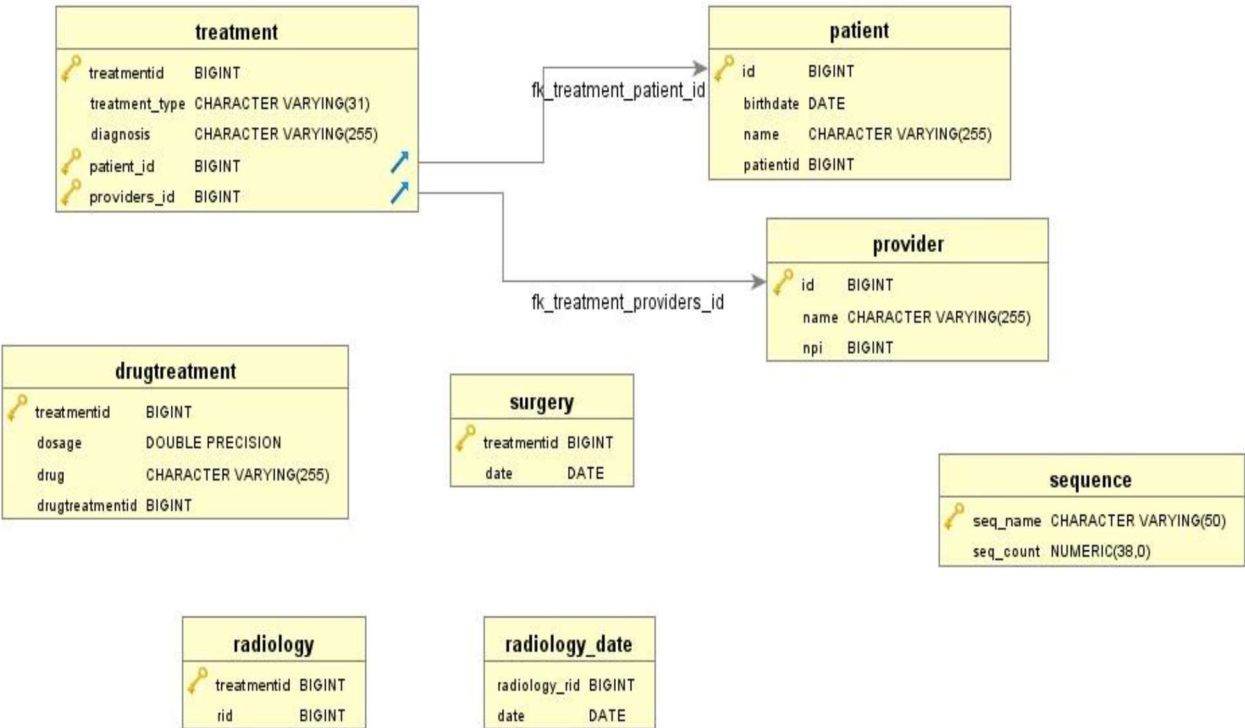 treatment
treatmentid BIGINT
treatment_type CHARACTER VARYING(31)
diagnosis CHARACTER VARYING(255)
patient_id BIGINT
providers_id BIGINT
fk_treatment_patient_id
patient
id BIGINT
birthdate DATE
name CHARACTER VARYING(255)
patientid BIGINT
fk_treatment_providers_id
provider
id BIGINT
name CHARACTER VARYING(255)
npi BIGINT
drugtreatment
treatmentid BIGINT
dosage DOUBLE PRECISION
drug CHARACTER VARYING(255)
drugtreatmentid BIGINT
surgery
treatmentid BIGINT
date DATE
sequence
seq_name CHARACTER VARYING(50)
seq_count NUMERIC(38,0)
radiology
treatmentid BIGINT
rid BIGINT
radiology_date
radiology_rid BIGINT
date DATE